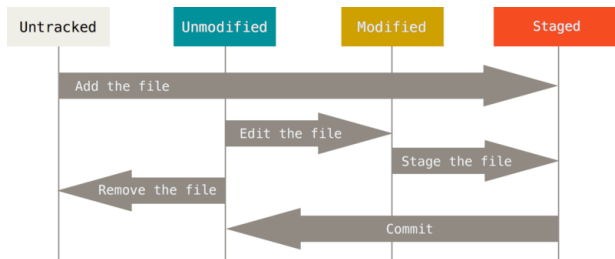 Untracked
Unmodified
Modified
Staged
Add the file
Edit the file
Stage the file
Remove the file
Commit